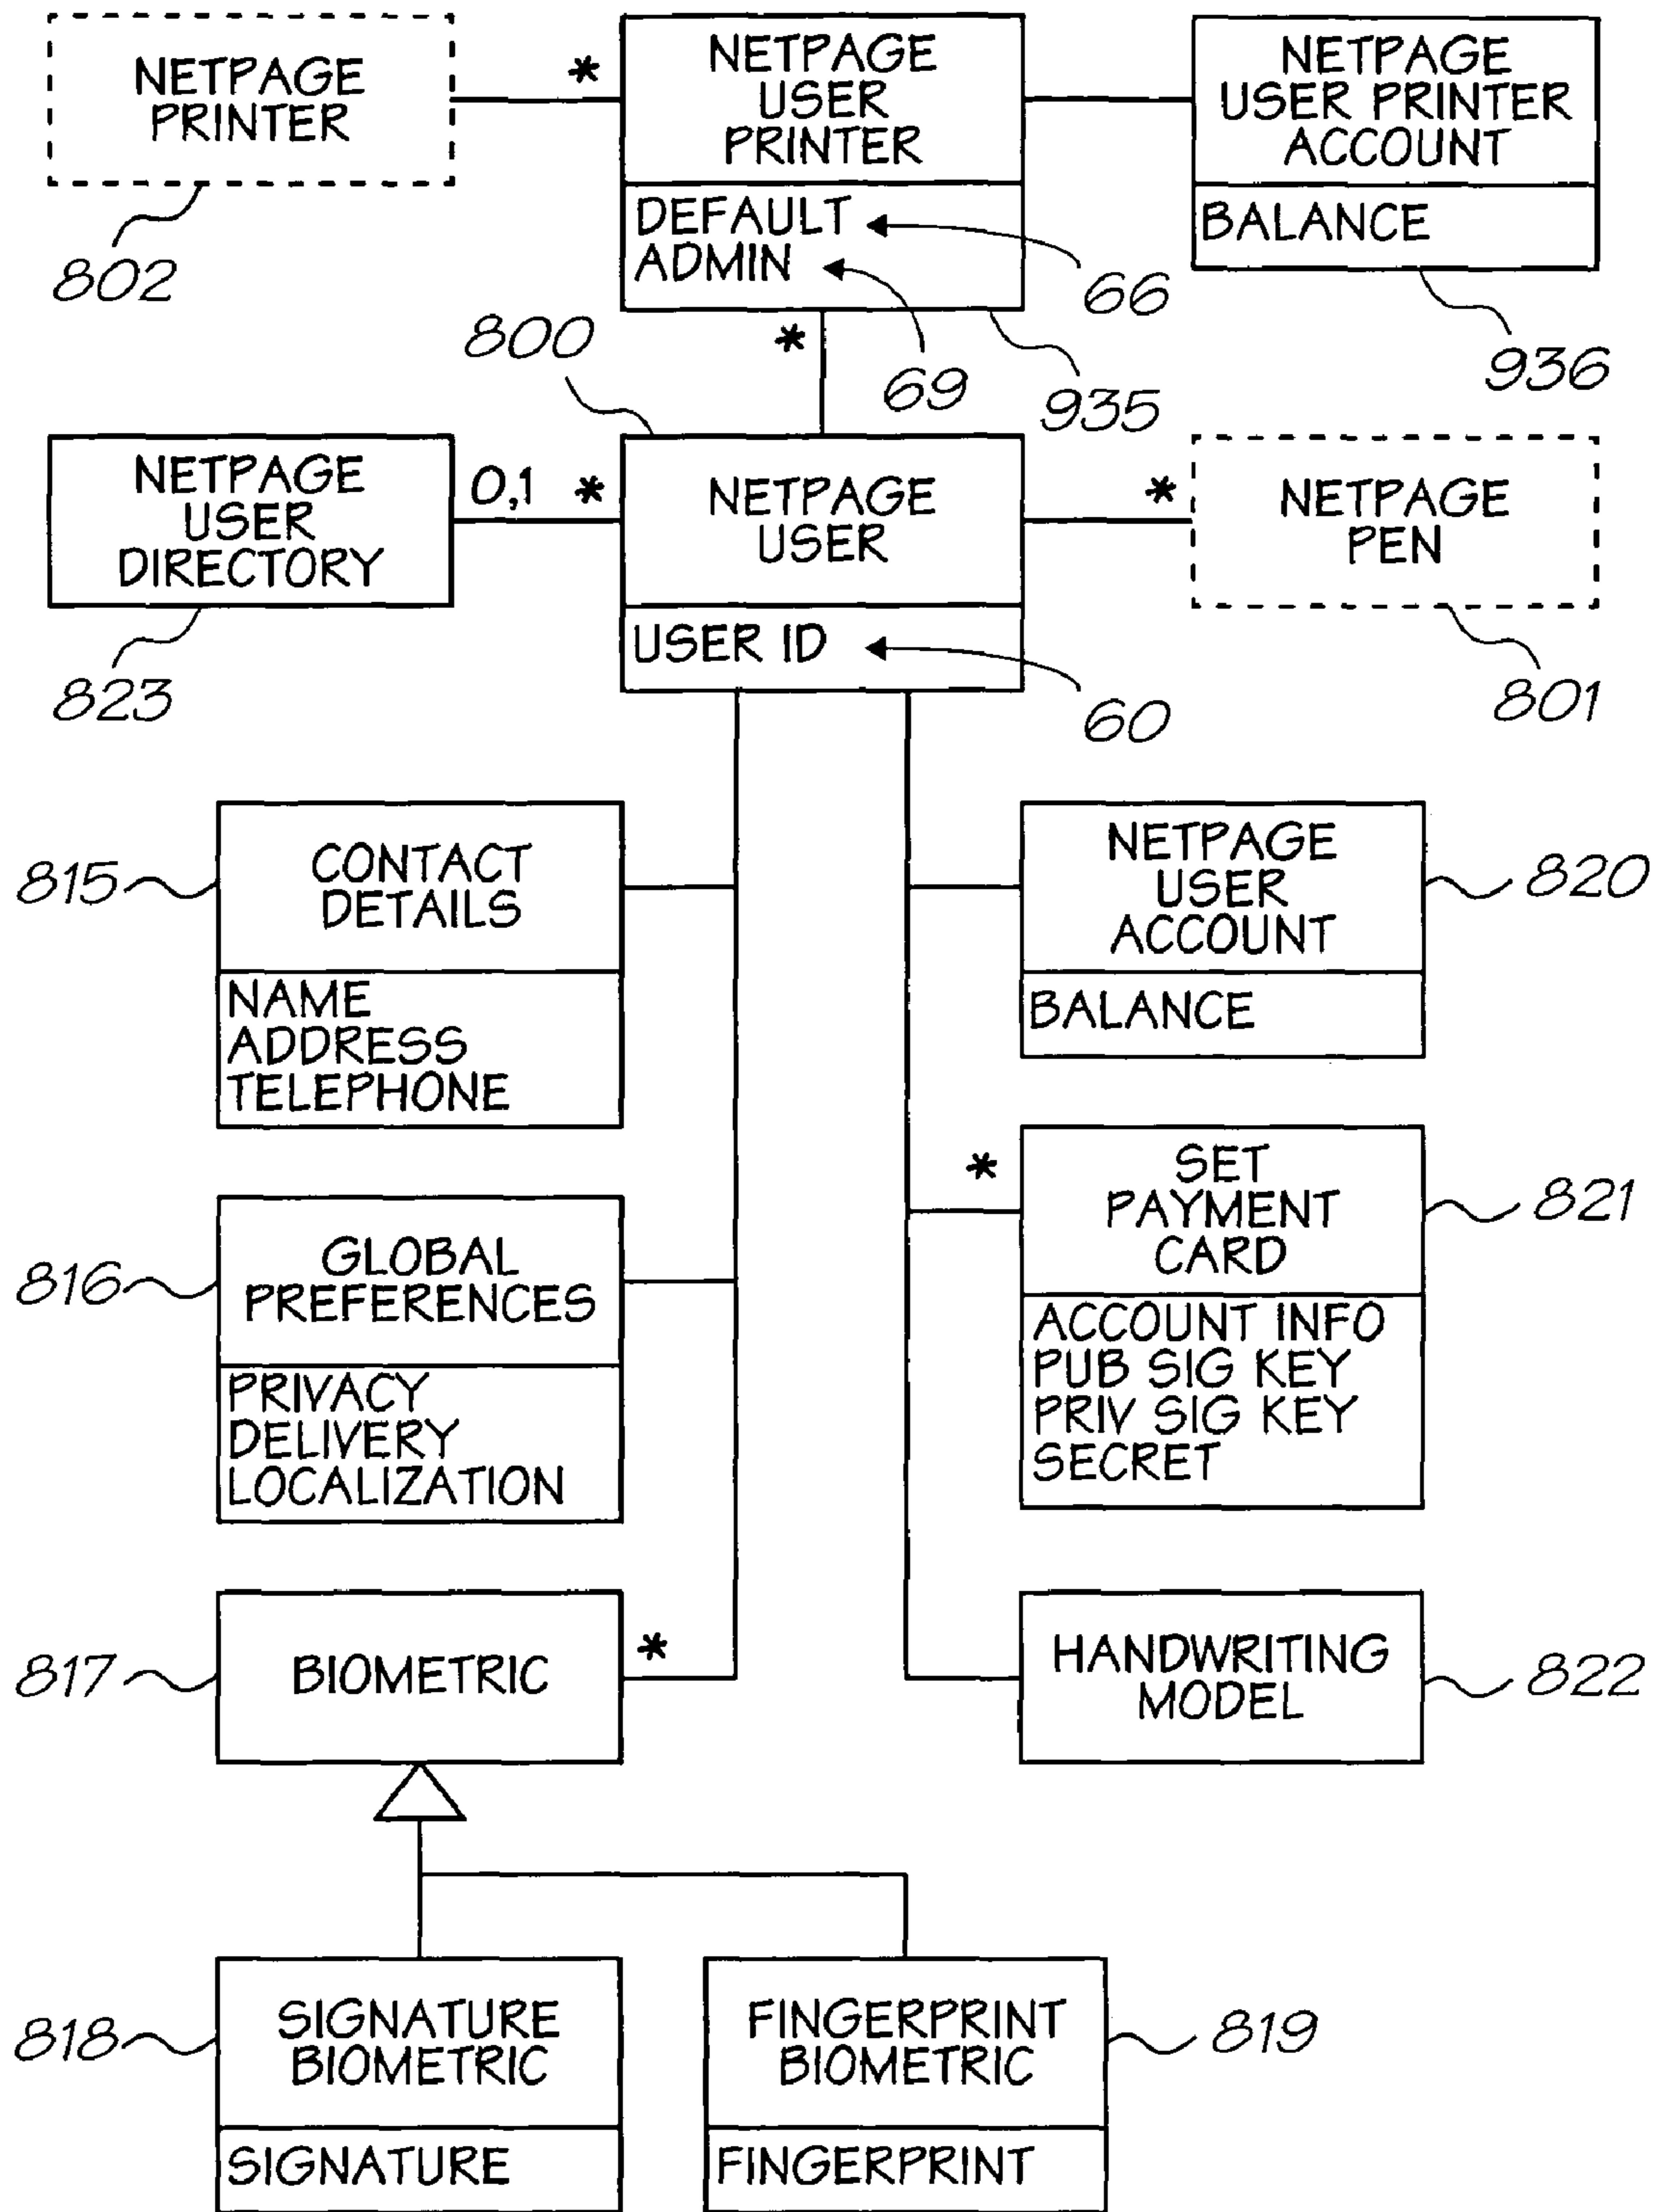 NETPAGE
PRINTER
802
*
NETPAGE
USER
PRINTER
DEFAULT
ADMIN
66
69
935
NETPAGE
USER PRINTER
ACCOUNT
BALANCE
936
*
800
NETPAGE
USER
DIRECTORY
823
0,1 *
NETPAGE
USER
USER ID
60
*
NETPAGE
PEN
801
815
CONTACT
DETAILS
NAME
ADDRESS
TELEPHONE
NETPAGE
USER
ACCOUNT
BALANCE
820
816
GLOBAL
PREFERENCES
PRIVACY
DELIVERY
LOCALIZATION
*
SET
PAYMENT
CARD
ACCOUNT INFO
PUB SIG KEY
PRIV SIG KEY
SECRET
821
817
BIOMETRIC
*
HANDWRITING
MODEL
822
818
SIGNATURE
BIOMETRIC
SIGNATURE
FINGERPRINT
BIOMETRIC
FINGERPRINT
819